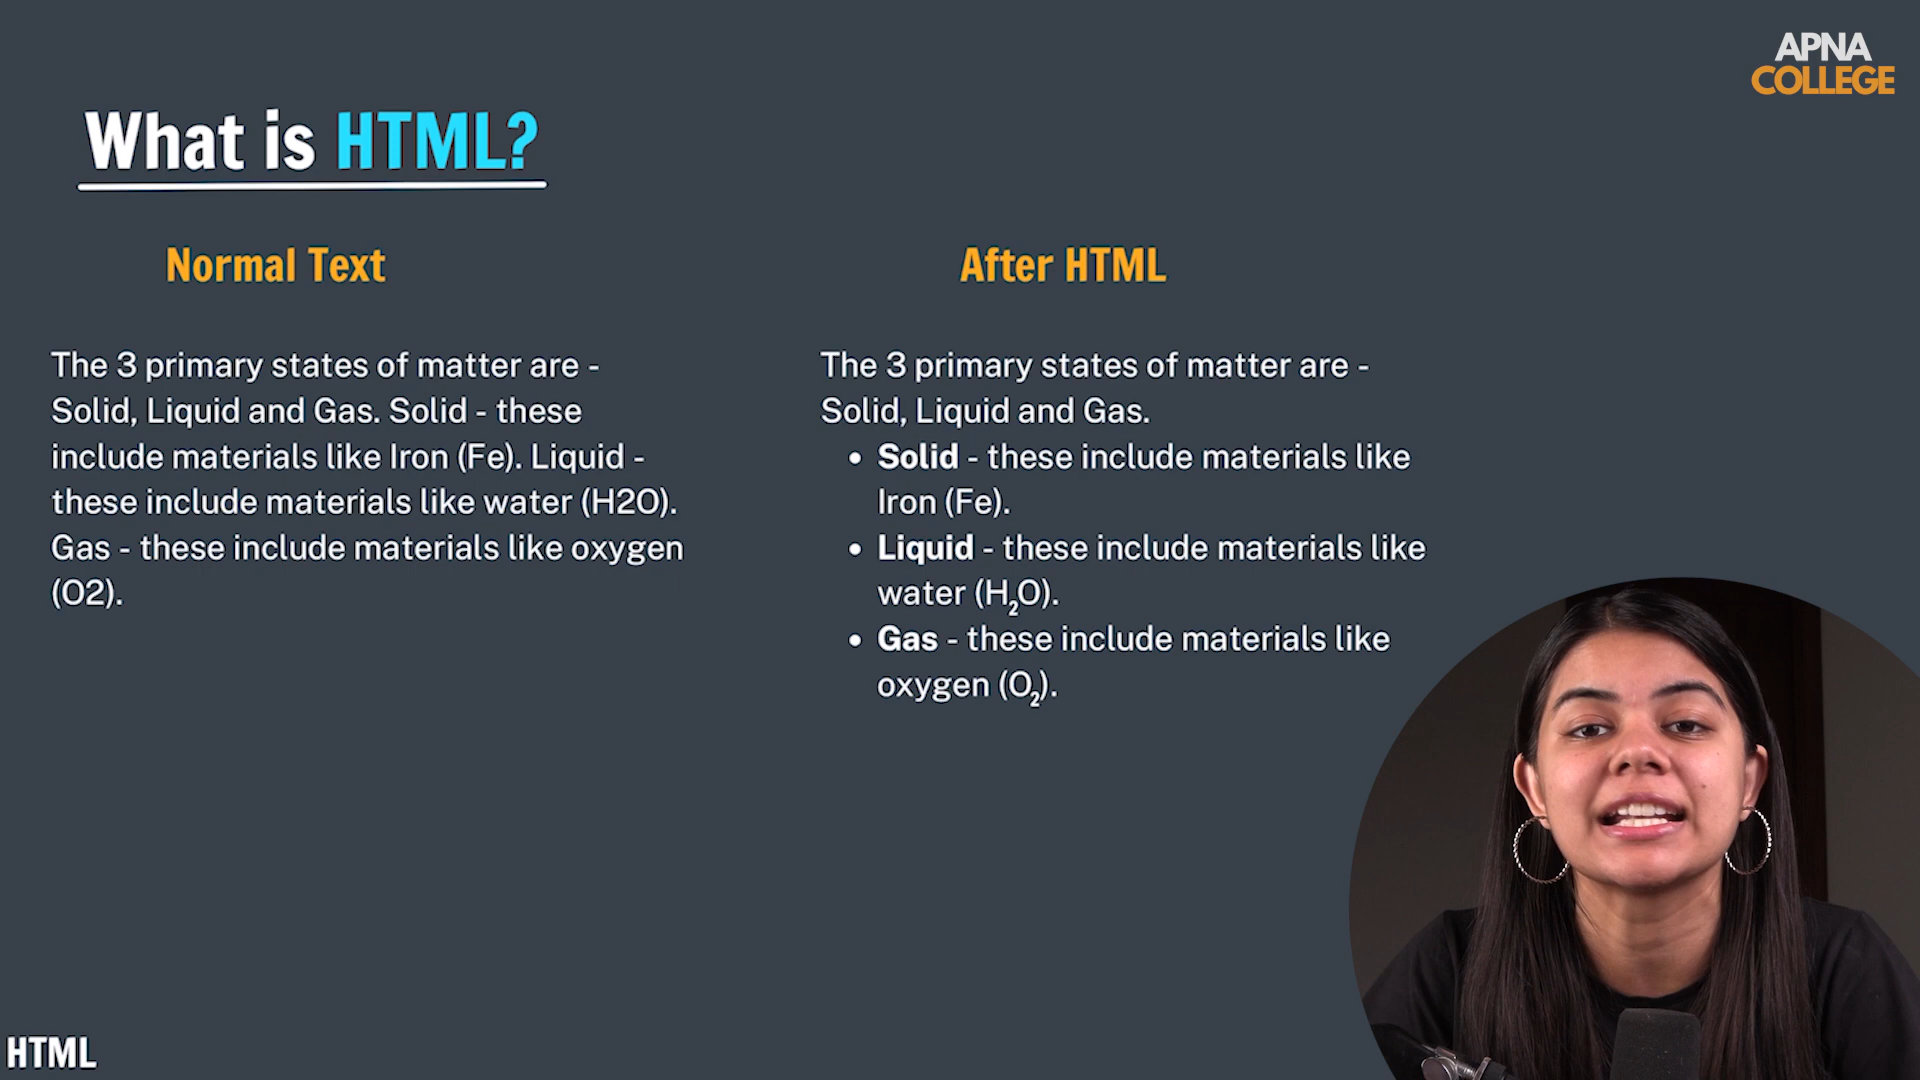 APNA
COLLEGE
What is HTML?
Normal Text
The 3 primary states of matter are -
Solid, Liquid and Gas. Solid - these
include materials like Iron (Fe). Liquid -
these include materials like water (H2O).
Gas - these include materials like oxygen
(O2).
After HTML
The 3 primary states of matter are -
Solid, Liquid and Gas.
• Solid - these include materials like
Iron (Fe).
• Liquid - these include materials like
water (H₂O).
• Gas - these include materials like
oxygen (O₂).
HTML